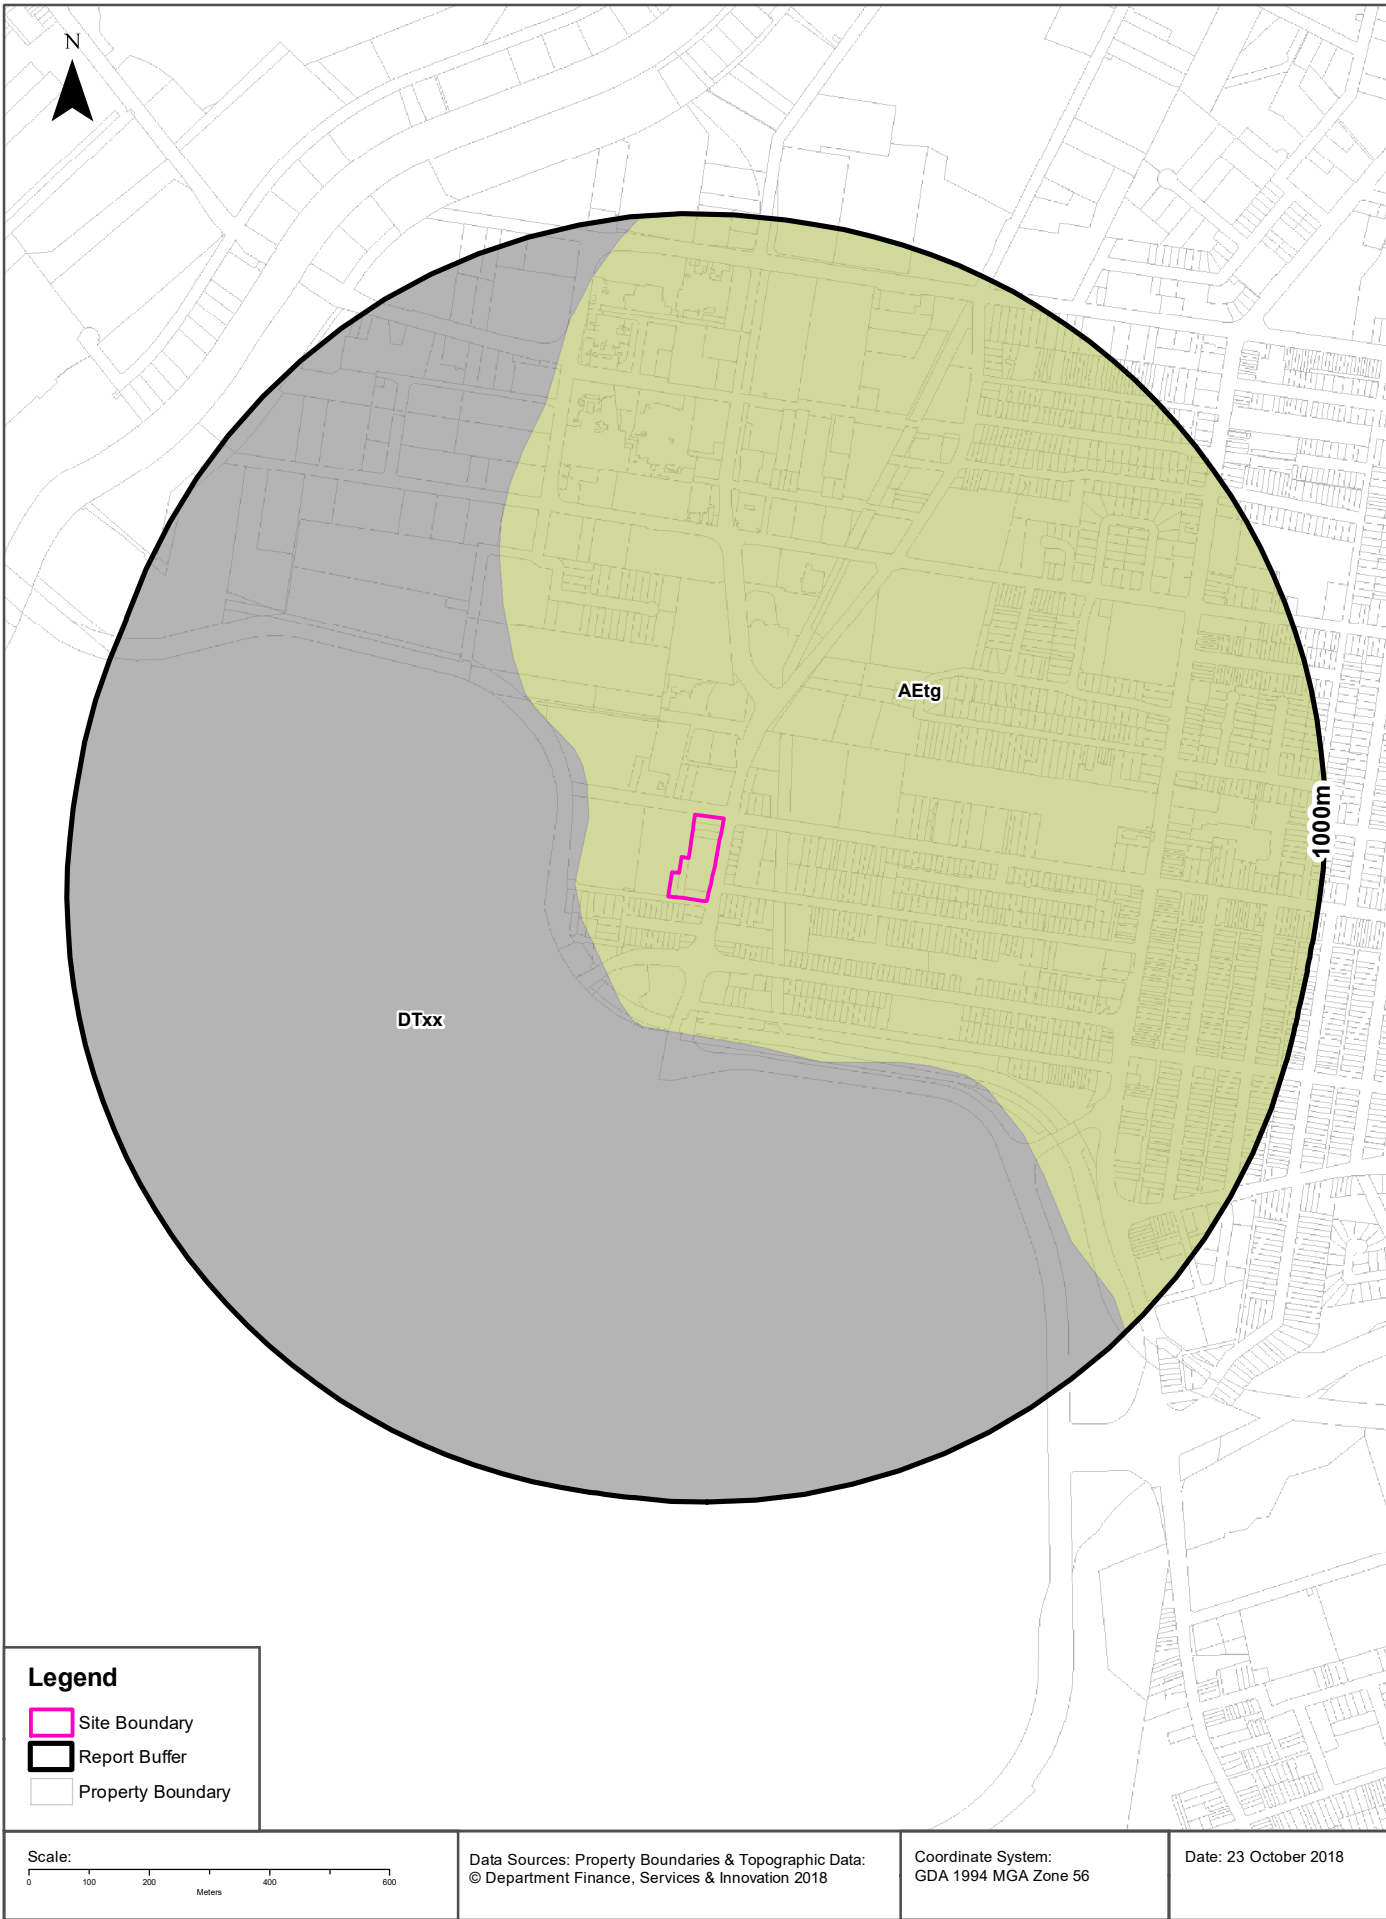 N
AEtg
1000m
DTxx
Legend
Site Boundary
Report Buffer
Property Boundary
Scale:
0 100 200 400 600
Meters
Data Sources: Property Boundaries & Topographic Data:
© Department Finance, Services & Innovation 2018
Coordinate System:
GDA 1994 MGA Zone 56
Date: 23 October 2018